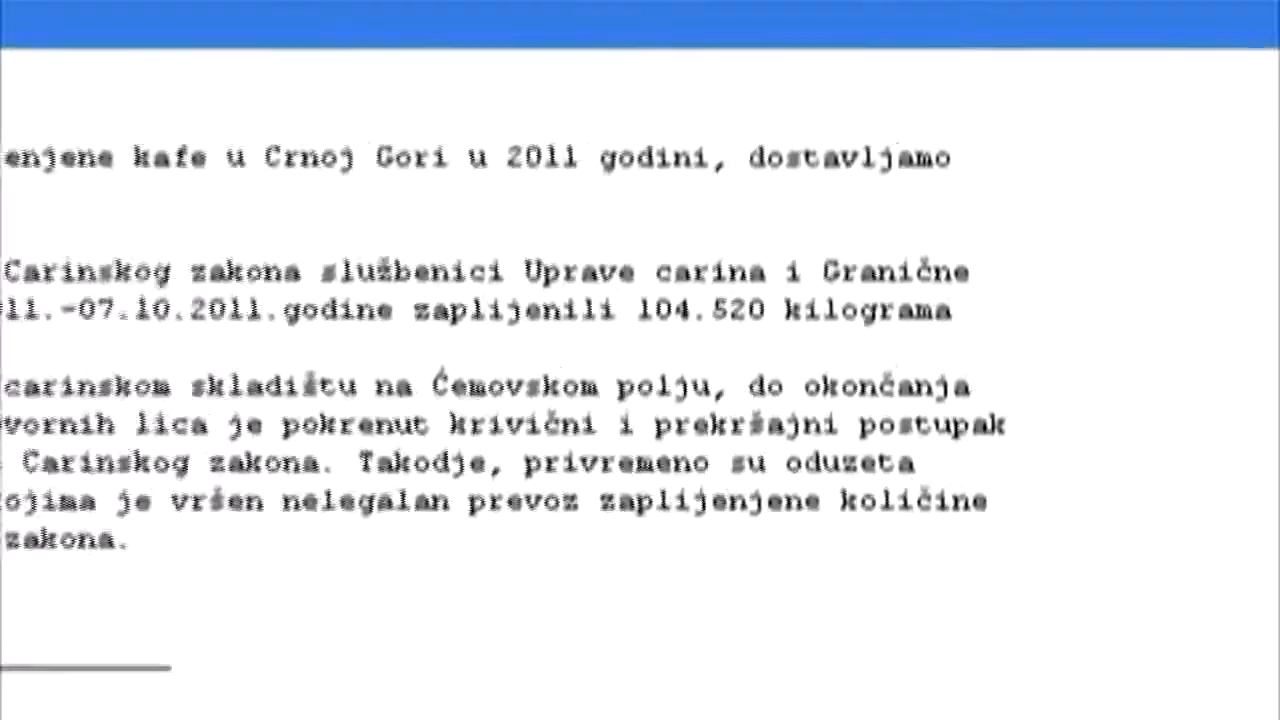 enjene kafe u Crnoj Gori u 2011 godini, dostavljamo
Carinskog zakona službenici Uprave carina i Granične
11.-07.10.2011.godine zaplijenili 104.520 kilograma
carinskom skladištu na Ćemovskom polju, do okončanja
vornih lica je pokrenut krivični i prekršajni postupak
Carinskog zakona. Takodje, privremeno su oduzeta
ojima je vršen nelegalan prevoz zaplijenjene količine
zakona.